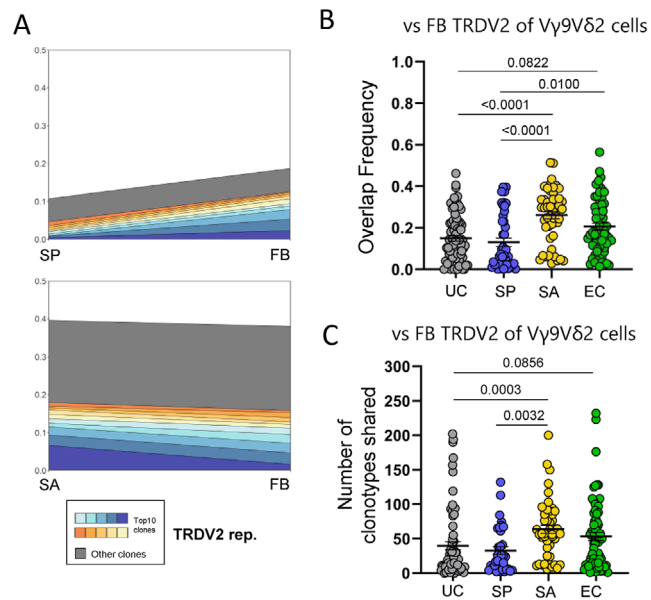 A
0.5
0.4
0.3
0.2
0.1
0.0
SP
FB
0.5
0.4
0.3
0.2
0.1
0.0
SA
FB
Top10
clones
Other clones
TRDV2 rep.
B
vs FB TRDV2 of Vγ9Vδ2 cells
Overlap Frequency
1.0
0.8
0.6
0.4
0.2
0.0
0.0822
0.0100
<0.0001
<0.0001
UC
SP
SA
EC
C
vs FB TRDV2 of Vγ9Vδ2 cells
Number of
clonotypes shared
300
250
200
150
100
50
0
0.0856
0.0003
0.0032
UC
SP
SA
EC